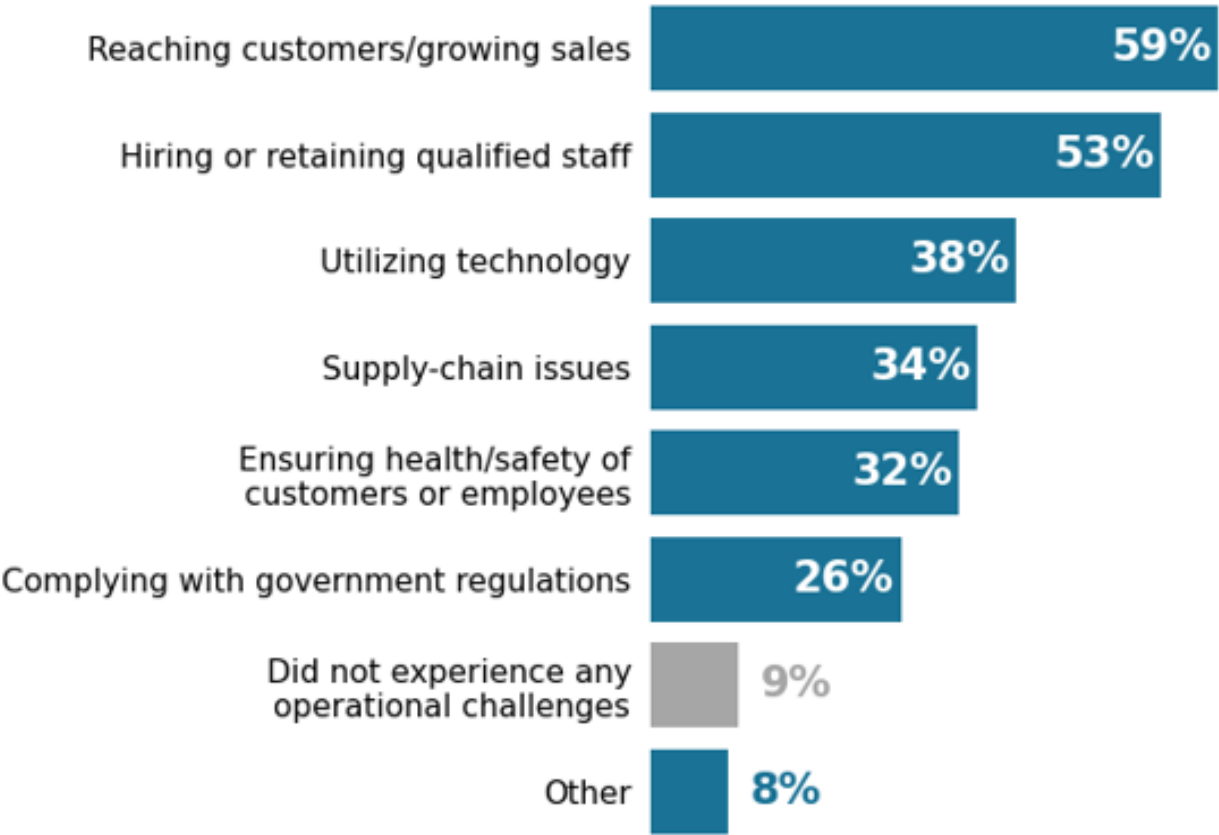 Reaching customers/growing sales 59%
Hiring or retaining qualified staff 53%
Utilizing technology 38%
Supply-chain issues 34%
Ensuring health/safety of
customers or employees 32%
Complying with government regulations 26%
Did not experience any
operational challenges 9%
Other 8%